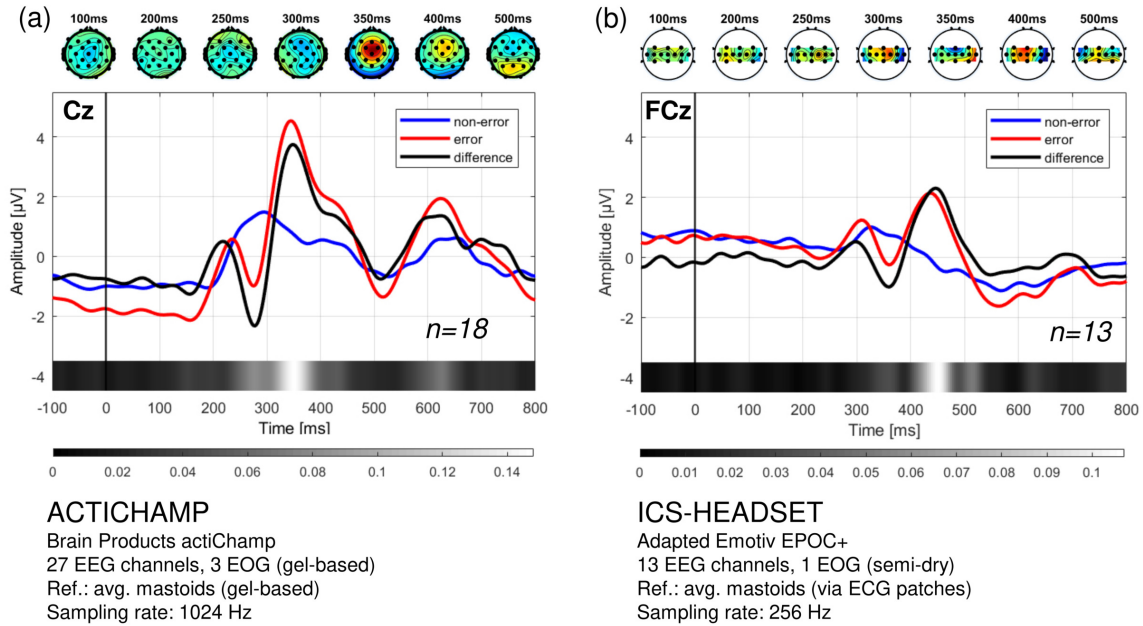 (a)
100ms 200ms 250ms 300ms 350ms 400ms 500ms
Cz
non-error
error
difference
Amplitude [µV]
4
2
0
-2
-4
n=18
-100 0 100 200 300 400 500 600 700 800
Time [ms]
0 0.02 0.04 0.06 0.08 0.1 0.12 0.14
ACTICHAMP
Brain Products actiChamp
27 EEG channels, 3 EOG (gel-based)
Ref.: avg. mastoids (gel-based)
Sampling rate: 1024 Hz
(b)
100ms 200ms 250ms 300ms 350ms 400ms 500ms
FCz
non-error
error
difference
Amplitude [µV]
4
2
0
-2
-4
n=13
-100 0 100 200 300 400 500 600 700 800
Time [ms]
0 0.01 0.02 0.03 0.04 0.05 0.06 0.07 0.08 0.09 0.1
ICS-HEADSET
Adapted Emotiv EPOC+
13 EEG channels, 1 EOG (semi-dry)
Ref.: avg. mastoids (via ECG patches)
Sampling rate: 256 Hz